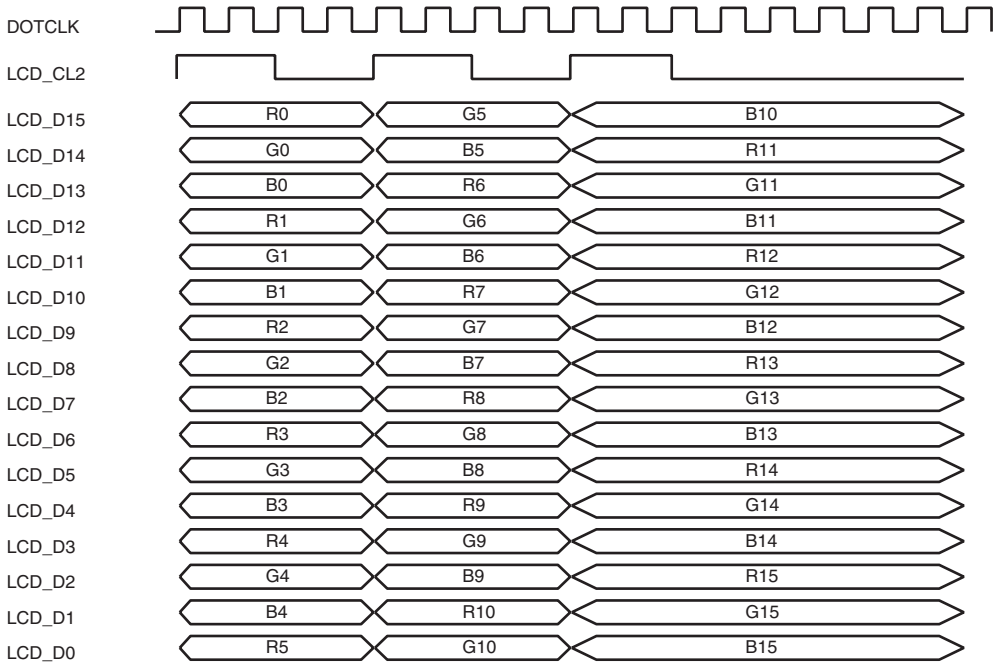 DOTCLK
LCD_CL2
LCD_D15 R0 G5 B10
LCD_D14 G0 B5 R11
LCD_D13 B0 R6 G11
LCD_D12 R1 G6 B11
LCD_D11 G1 B6 R12
LCD_D10 B1 R7 G12
LCD_D9 R2 G7 B12
LCD_D8 G2 B7 R13
LCD_D7 B2 R8 G13
LCD_D6 R3 G8 B13
LCD_D5 G3 B8 R14
LCD_D4 B3 R9 G14
LCD_D3 R4 G9 B14
LCD_D2 G4 B9 R15
LCD_D1 B4 R10 G15
LCD_D0 R5 G10 B15